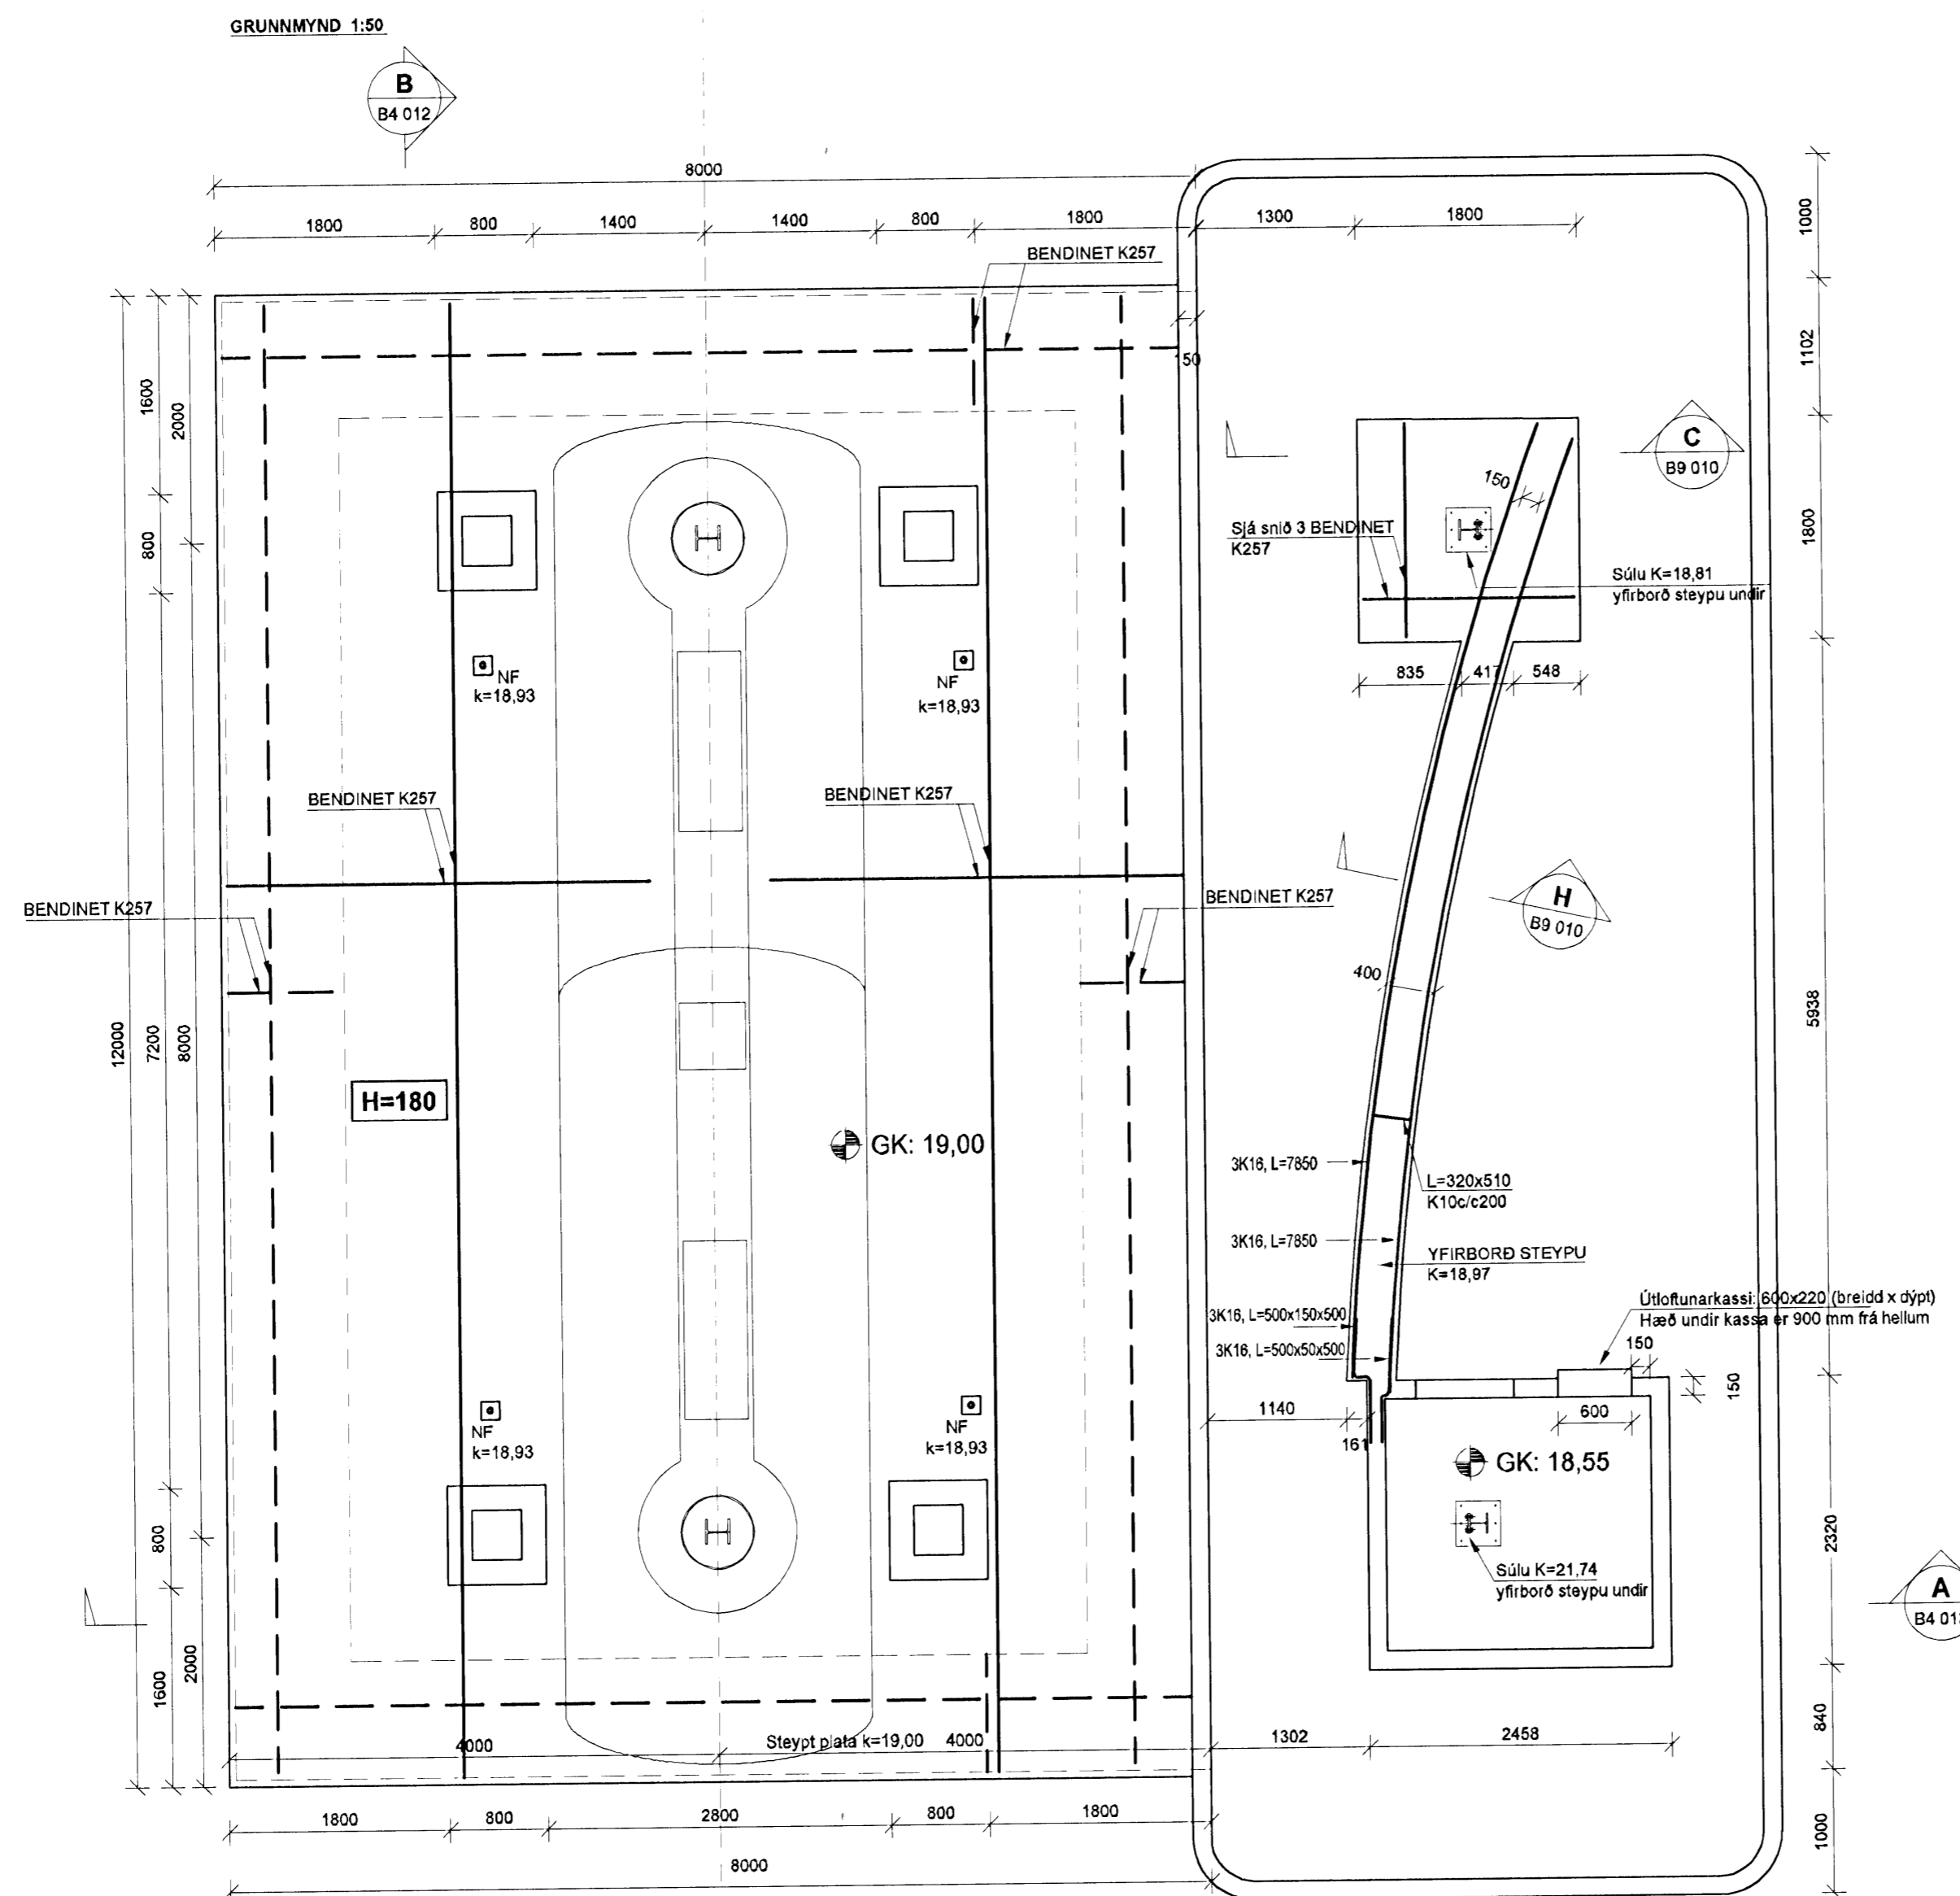 GRUNNMYND 1:50
B
B4 012
8000
1800
800
1400
1400
800
1800
1300
1800
1000
BENDINET K257
150
1102
1600
2000
800
C
B9 010
150
Sjá snið 3 BENDINET
K257
1800
Súlu K=18,81
yfirborð steypu undir
835
417
548
NF
k=18,93
NF
k=18,93
BENDINET K257
BENDINET K257
BENDINET K257
BENDINET K257
H
B9 010
400
12000
7200
8000
5938
H=180
GK: 19,00
3K16, L=7850
L=320x510
K10c/c200
3K16, L=7850
YFIRBORÐ STEYPU
K=18,97
Útloftunarkassi: 600x220 (breidd x dýpt)
Hæð undir kassa er 900 mm frá hellum
3K16, L=500x150x500
3K16, L=500x50x500
150
150
1140
161
600
NF
k=18,93
NF
k=18,93
GK: 18,55
800
2320
Súlu K=21,74
yfirborð steypu undir
A
1600
2000
4000
Steypt plata k=19,00
4000
1302
2458
840
1800
800
2800
800
1800
1000
8000